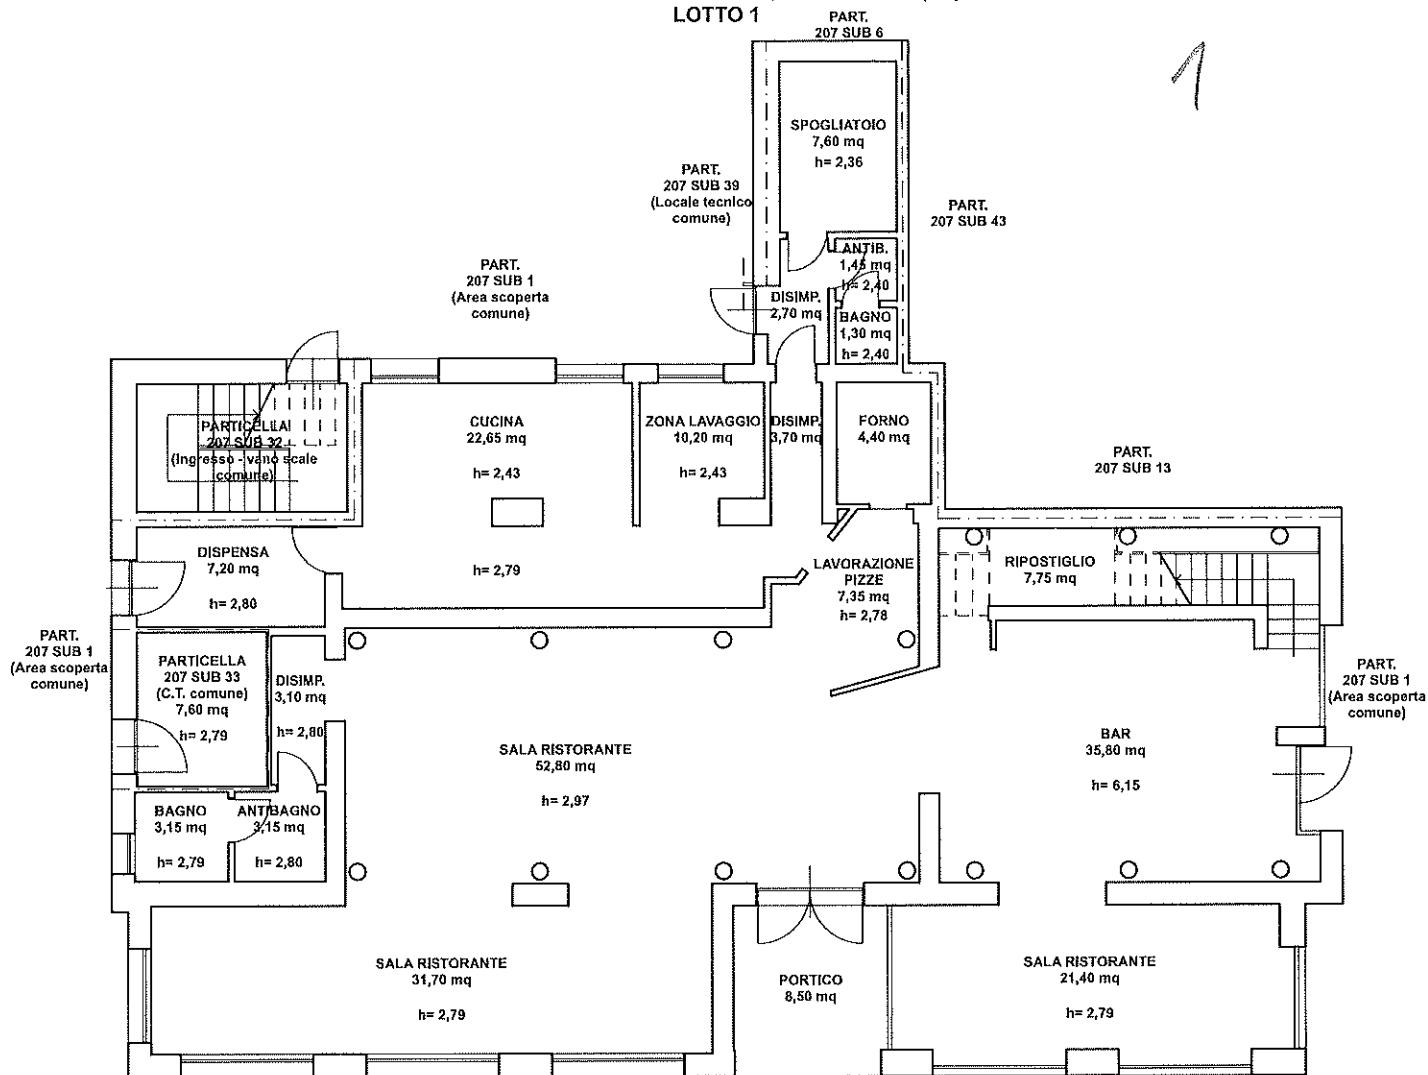 LOTTO 1
PART.
207 SUB 6
1
SPOGLIATOIO
7,60 mq
h= 2,36
PART.
207 SUB 39
(Locale tecnico
comune)
PART.
207 SUB 43
ANTIB.
1,45 mq
h= 2,40
PART.
207 SUB 1
(Area scoperta
comune)
DISIMP.
2,70 mq
BAGNO
1,30 mq
h= 2,40
PARTICELLA
207 SUB 32
(Ingresso - vano scale
comune)
CUCINA
22,65 mq
h= 2,43
ZONA LAVAGGIO
10,20 mq
h= 2,43
DISIMP.
3,70 mq
FORNO
4,40 mq
PART.
207 SUB 13
DISPENSA
7,20 mq
h= 2,80
h= 2,79
LAVORAZIONE
PIZZE
7,35 mq
h= 2,78
RIPOSTIGLIO
7,75 mq
PART.
207 SUB 1
(Area scoperta
comune)
PARTICELLA
207 SUB 33
(C.T. comune)
7,60 mq
h= 2,79
DISIMP.
3,10 mq
h= 2,80
SALA RISTORANTE
52,80 mq
h= 2,97
BAR
35,80 mq
h= 6,15
PART.
207 SUB 1
(Area scoperta
comune)
BAGNO
3,15 mq
h= 2,79
ANTIBAGNO
3,15 mq
h= 2,80
SALA RISTORANTE
31,70 mq
h= 2,79
PORTICO
8,50 mq
SALA RISTORANTE
21,40 mq
h= 2,79